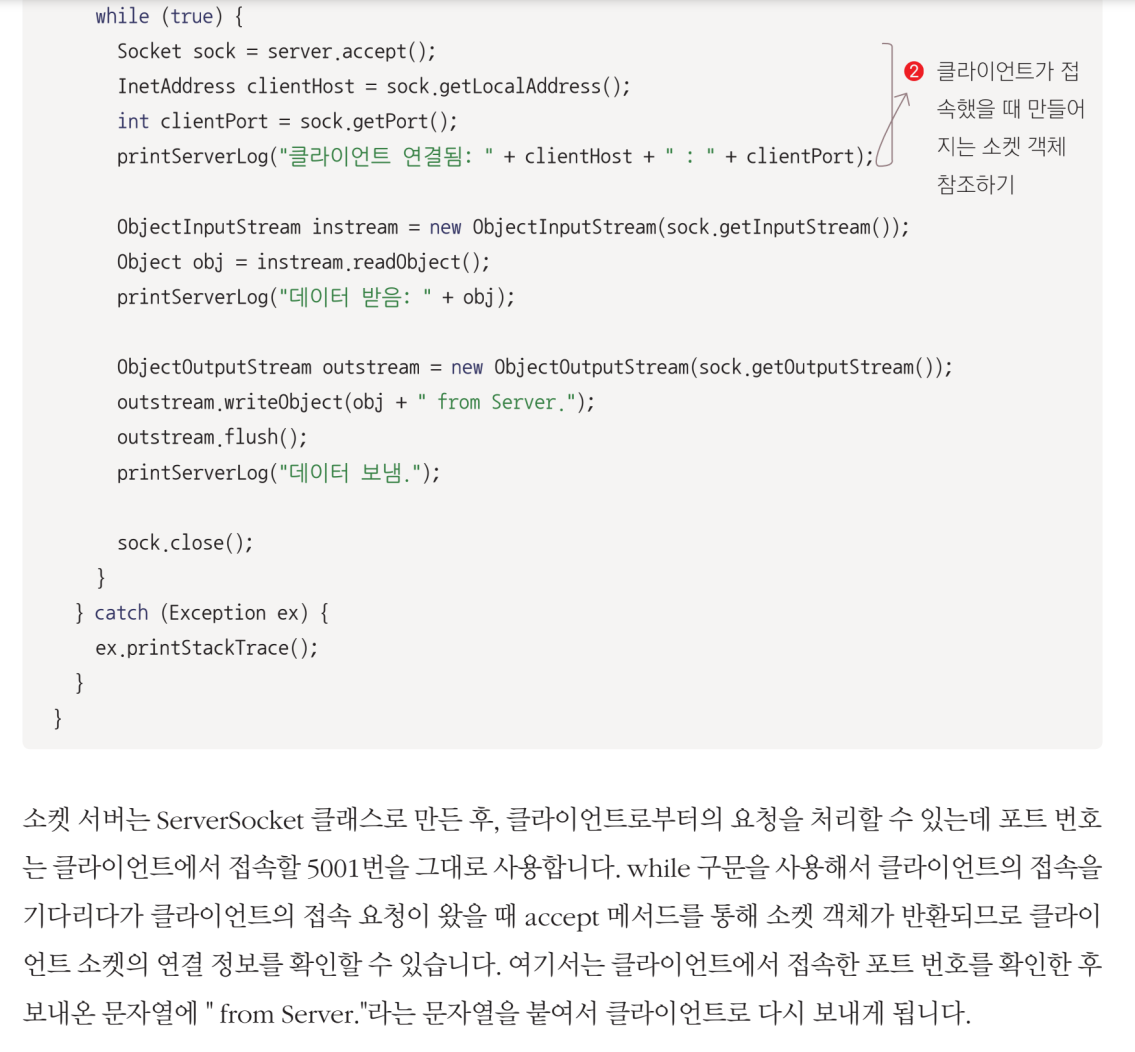 while (true) {
Socket sock = server.accept();
InetAddress clientHost = sock.getLocalAddress();
int clientPort = sock.getPort();
printServerLog("클라이언트 연결됨: " + clientHost + " : " + clientPort);
❷ 클라이언트가 접
속했을 때 만들어
지는 소켓 객체
참조하기
ObjectInputStream instream = new ObjectInputStream(sock.getInputStream());
Object obj = instream.readObject();
printServerLog("데이터 받음: " + obj);
ObjectOutputStream outstream = new ObjectOutputStream(sock.getOutputStream());
outstream.writeObject(obj + " from Server.");
outstream.flush();
printServerLog("데이터 보냄.");
sock.close();
}
} catch (Exception ex) {
ex.printStackTrace();
}
}
소켓 서버는 ServerSocket 클래스로 만든 후, 클라이언트로부터의 요청을 처리할 수 있는데 포트 번호
는 클라이언트에서 접속할 5001번을 그대로 사용합니다. while 구문을 사용해서 클라이언트의 접속을
기다리다가 클라이언트의 접속 요청이 왔을 때 accept 메서드를 통해 소켓 객체가 반환되므로 클라이
언트 소켓의 연결 정보를 확인할 수 있습니다. 여기서는 클라이언트에서 접속한 포트 번호를 확인한 후
보내온 문자열에 " from Server."라는 문자열을 붙여서 클라이언트로 다시 보내게 됩니다.